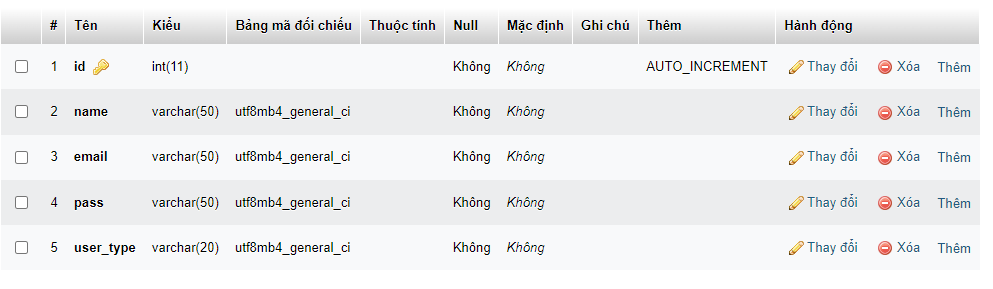 # Tên Kiểu Bảng mã đối chiếu Thuộc tính Null Mặc định Ghi chú Thêm Hành động
1 id int(11) Không Không AUTO_INCREMENT Thay đổi Xóa Thêm
2 name varchar(50) utf8mb4_general_ci Không Không Thay đổi Xóa Thêm
3 email varchar(50) utf8mb4_general_ci Không Không Thay đổi Xóa Thêm
4 pass varchar(50) utf8mb4_general_ci Không Không Thay đổi Xóa Thêm
5 user_type varchar(20) utf8mb4_general_ci Không Không Thay đổi Xóa Thêm